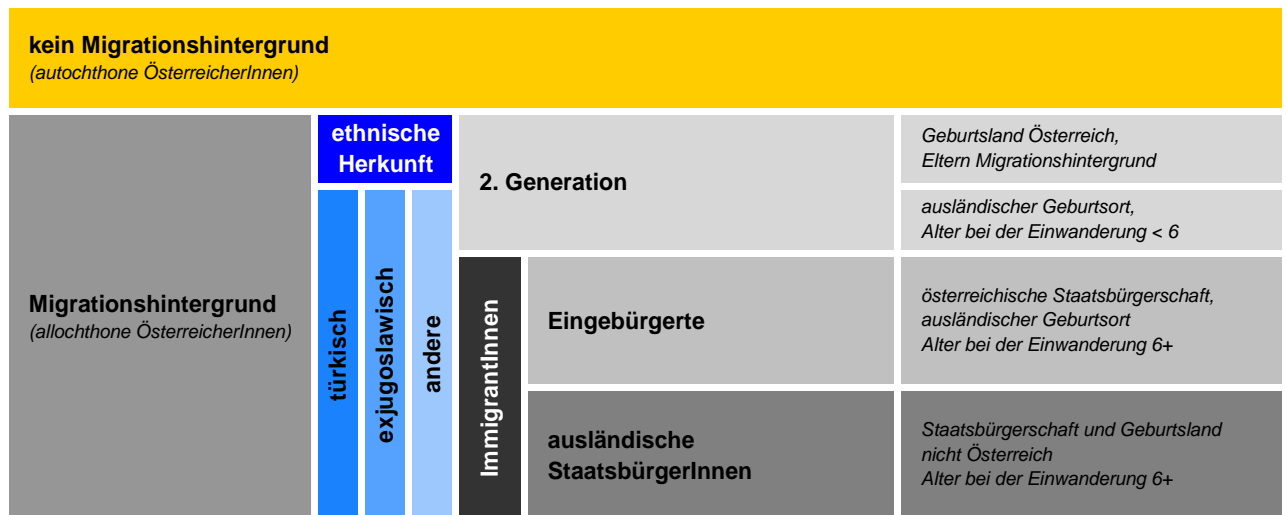 kein Migrationshintergrund
(autochthone ÖsterreicherInnen)
Migrationshintergrund
(allochthone ÖsterreicherInnen)
ethnische
Herkunft
türkisch
exjugoslawisch
andere
2. Generation
Geburtsland Österreich,
Eltern Migrationshintergrund
ausländischer Geburtsort,
Alter bei der Einwanderung < 6
ImmigrantInnen
Eingebürgerte
österreichische Staatsbürgerschaft,
ausländischer Geburtsort
Alter bei der Einwanderung 6+
ausländische
StaatsbürgerInnen
Staatsbürgerschaft und Geburtsland
nicht Österreich
Alter bei der Einwanderung 6+